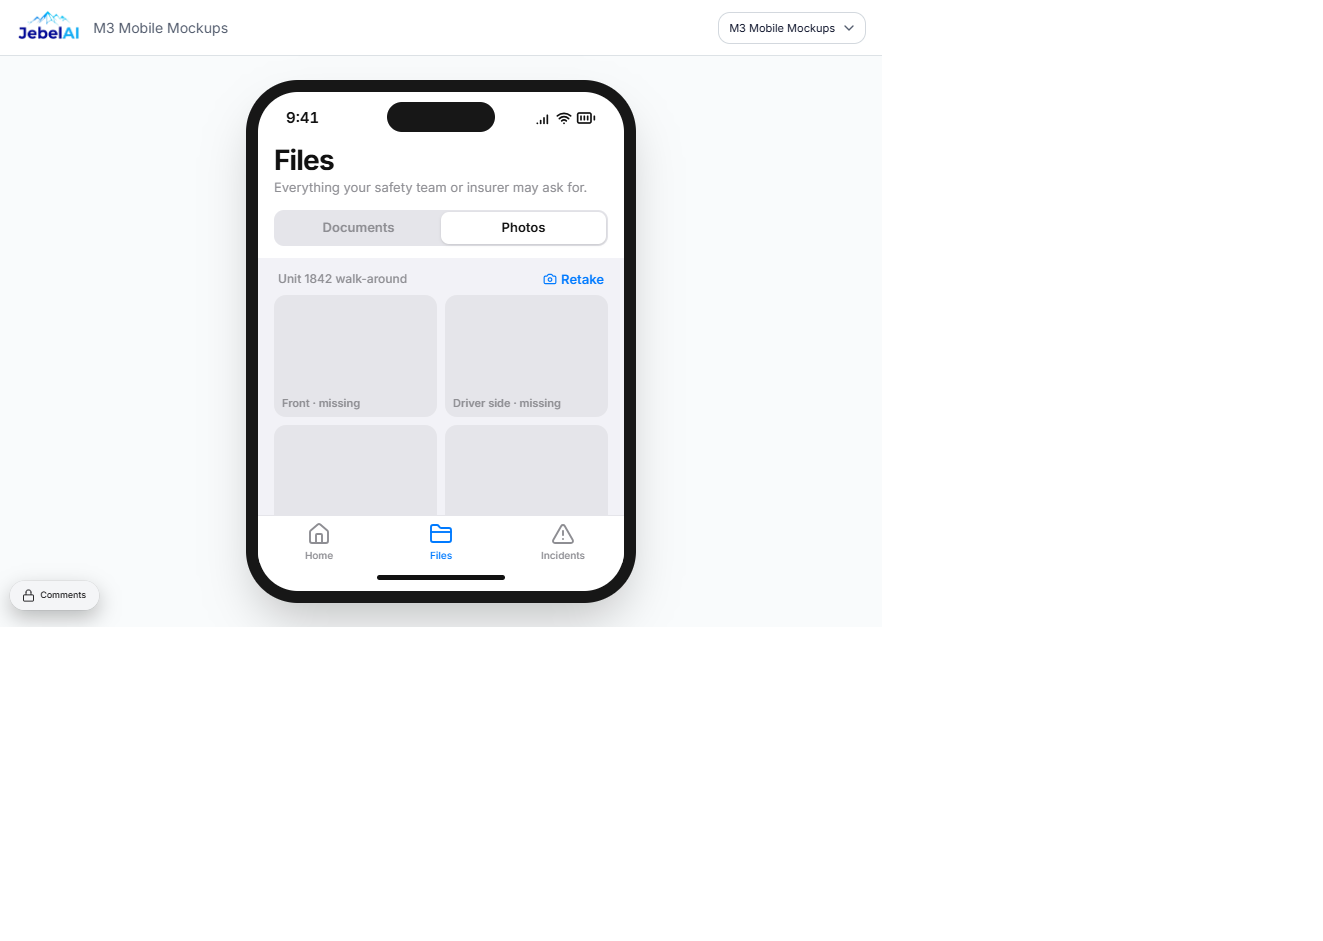 JebelAI
M3 Mobile Mockups
M3 Mobile Mockups
9:41
Files
Everything your safety team or insurer may ask for.
Documents
Photos
Unit 1842 walk-around
Retake
Front · missing
Driver side · missing
Home
Files
Incidents
Comments